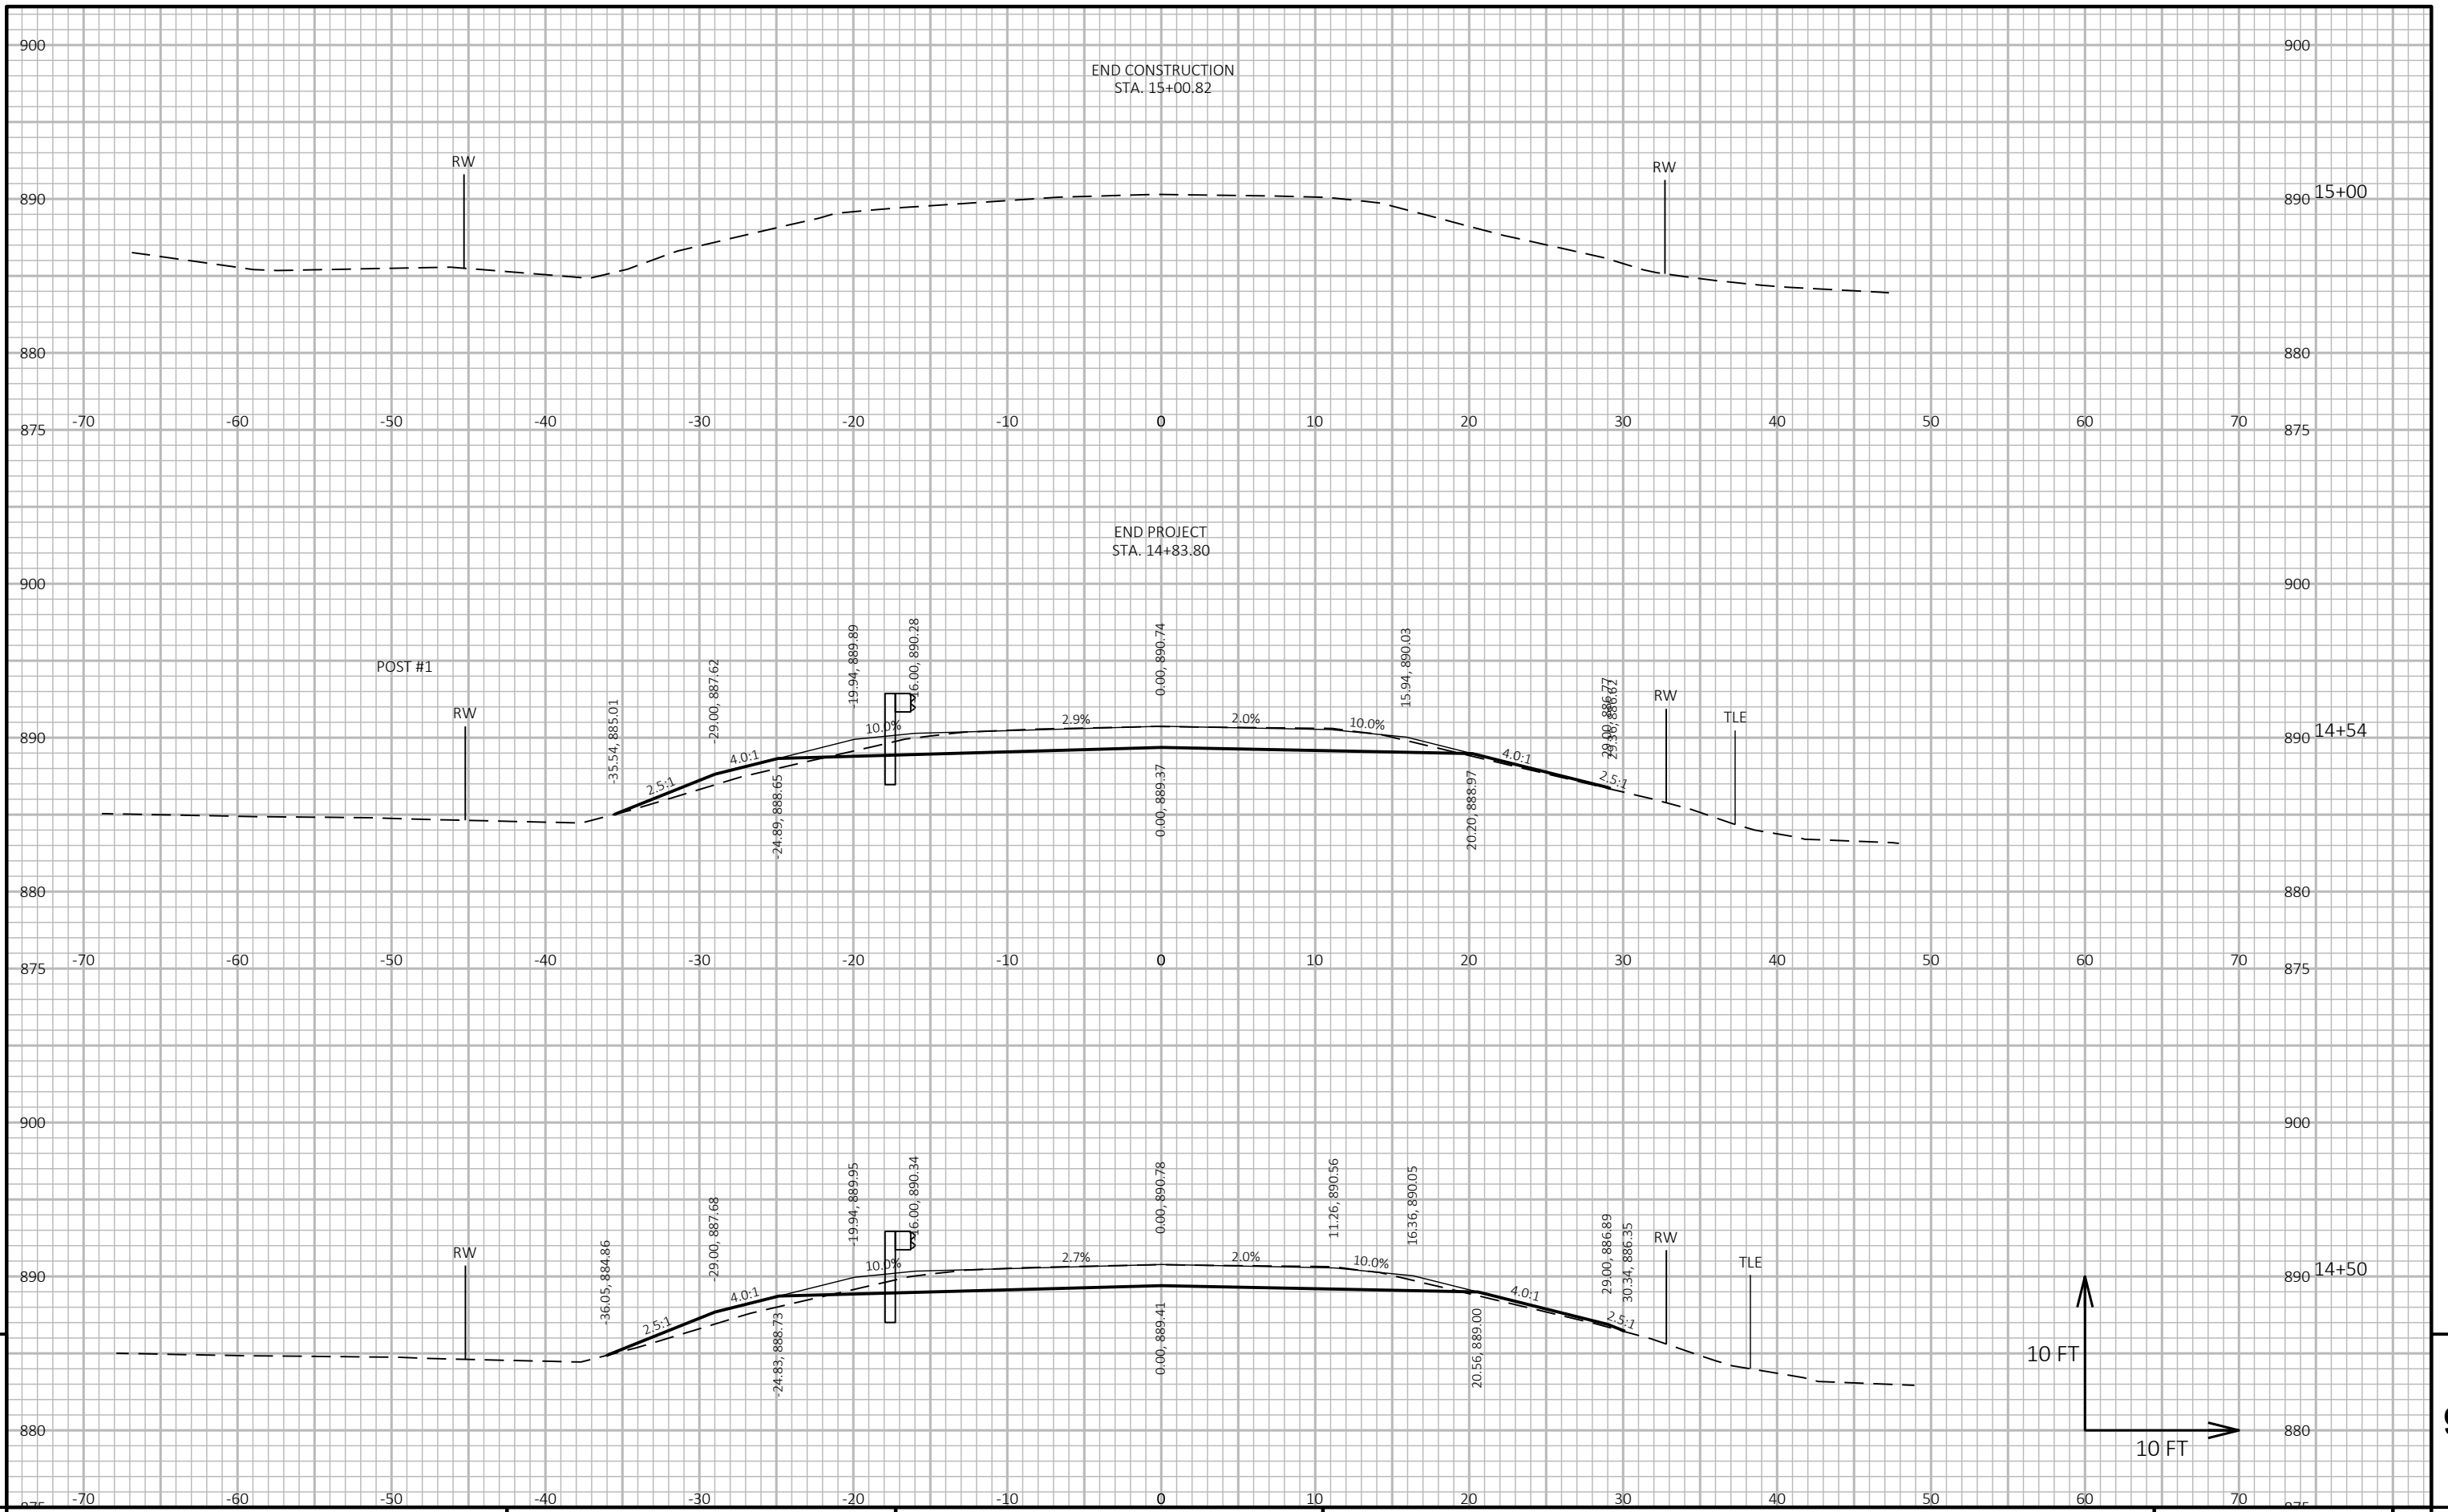 900 900
END CONSTRUCTION
STA. 15+00.82
RW RW
890 890 15+00
880 880
-70 -60 -50 -40 -30 -20 -10 0 10 20 30 40 50 60 70
875 875
END PROJECT
STA. 14+83.80
900 900
POST #1
-35.54, 885.01
-29.00, 887.62
-19.94, 889.89
-16.00, 890.28
0.00, 890.74
15.94, 890.03
29.00, 886.77
29.36, 886.62
RW RW TLE
890 890 14+54
2.5:1 4.0:1 10.0% 2.9% 2.0% 10.0% 4.0:1 2.5:1
-24.89, 888.65
0.00, 889.37
20.20, 888.97
880 880
-70 -60 -50 -40 -30 -20 -10 0 10 20 30 40 50 60 70
875 875
900 900
-36.05, 884.86
-29.00, 887.68
-19.94, 889.95
-16.00, 890.34
0.00, 890.78
11.26, 890.56
16.36, 890.05
29.00, 886.89
30.34, 886.35
RW RW TLE
890 890 14+50
2.5:1 4.0:1 10.0% 2.7% 2.0% 10.0% 4.0:1 2.5:1
-24.83, 888.73
0.00, 889.41
20.56, 889.00
10 FT
880 880
10 FT
-70 -60 -50 -40 -30 -20 -10 0 10 20 30 40 50 60 70
875 875